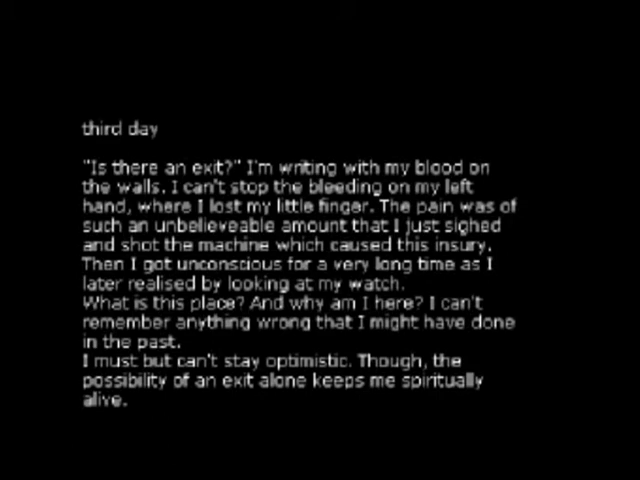 third day
"Is there an exit?" I'm writing with my blood on
the walls. I can't stop the bleeding on my left
hand, where I lost my little finger. The pain was of
such an unbelieveable amount that I just sighed
and shot the machine which caused this insury.
Then I got unconscious for a very long time as I
later realised by looking at my watch.
What is this place? And why am I here? I can't
remember anything wrong that I might have done
in the past.
I must but can't stay optimistic. Though, the
possibility of an exit alone keeps me spiritually
alive.